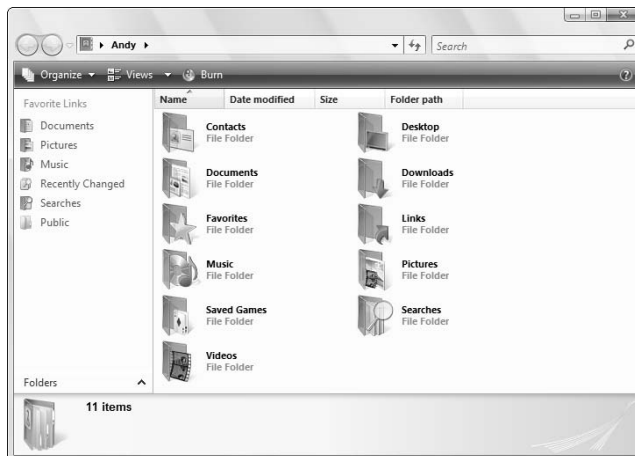 Andy
Search
Organize Views Burn
Favorite Links
Documents
Pictures
Music
Recently Changed
Searches
Public
Folders
Name Date modified Size Folder path
Contacts
File Folder
Desktop
File Folder
Documents
File Folder
Downloads
File Folder
Favorites
File Folder
Links
File Folder
Music
File Folder
Pictures
File Folder
Saved Games
File Folder
Searches
File Folder
Videos
File Folder
11 items